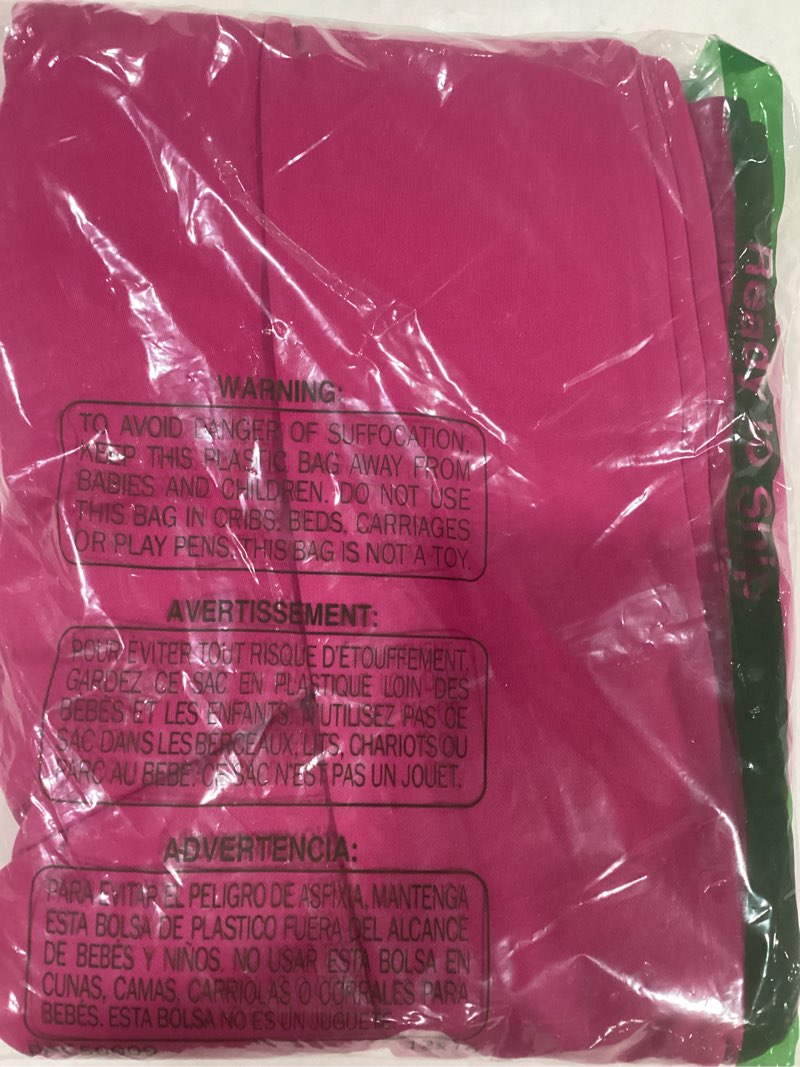 WARNING:
TO AVOID DANGER OF SUFFOCATION,
KEEP THIS PLASTIC BAG AWAY FROM
BABIES AND CHILDREN. DO NOT USE
THIS BAG IN CRIBS, BEDS, CARRIAGES
OR PLAY PENS. THIS BAG IS NOT A TOY.
AVERTISSEMENT:
POUR ÉVITER TOUT RISQUE D'ÉTOUFFEMENT,
GARDEZ CE SAC EN PLASTIQUE LOIN DES
BEBÉS ET LES ENFANTS. N'UTILISEZ PAS CE
SAC DANS LES BERCEAUX, LITS, CHARIOTS OU
PARC AU BEBE. CE SAC N'EST PAS UN JOUET.
ADVERTENCIA:
PARA EVITAR EL PELIGRO DE ASFIXIA, MANTENGA
ESTA BOLSA DE PLASTICO FUERA DEL ALCANCE
DE BEBÉS Y NIÑOS. NO USAR ESTA BOLSA EN
CUNAS, CAMAS, CARRIOLAS O CORRALES PARA
BEBÉS. ESTA BOLSA NO ES UN JUGUETE.
Ready to Snip